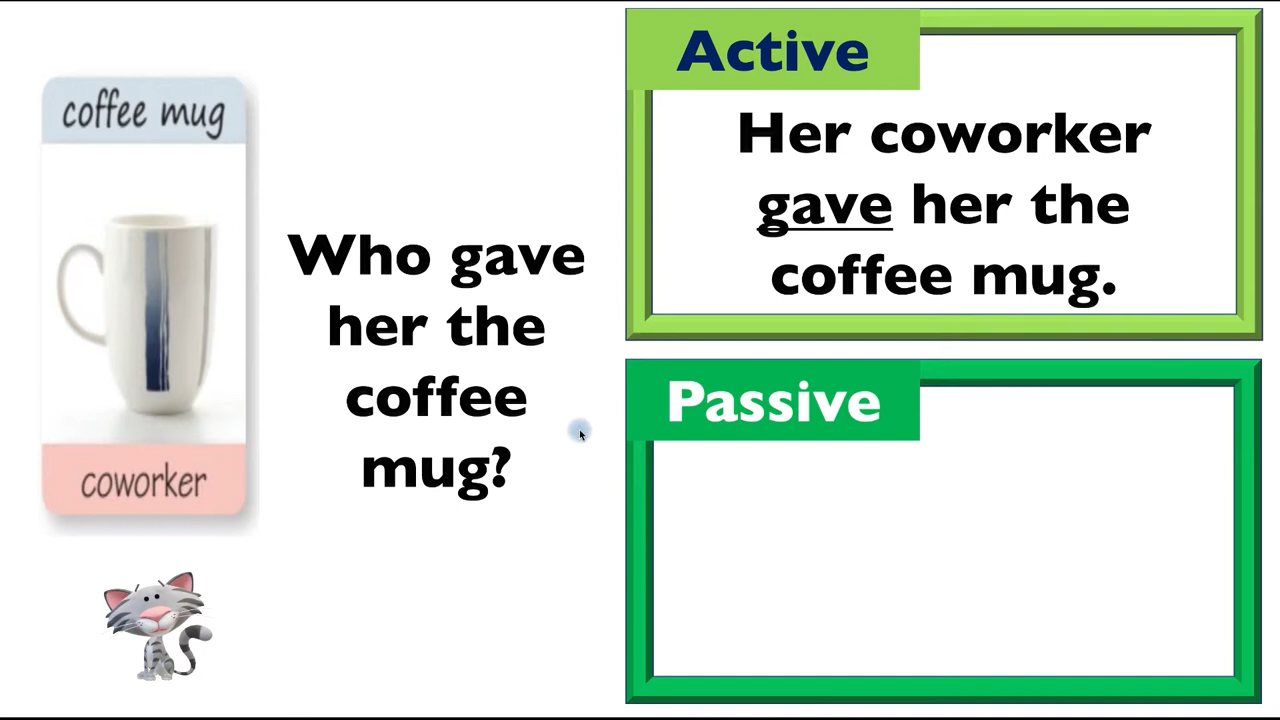 coffee mug
coworker
Who gave
her the
coffee
mug?
Active
Her coworker
gave her the
coffee mug.
Passive